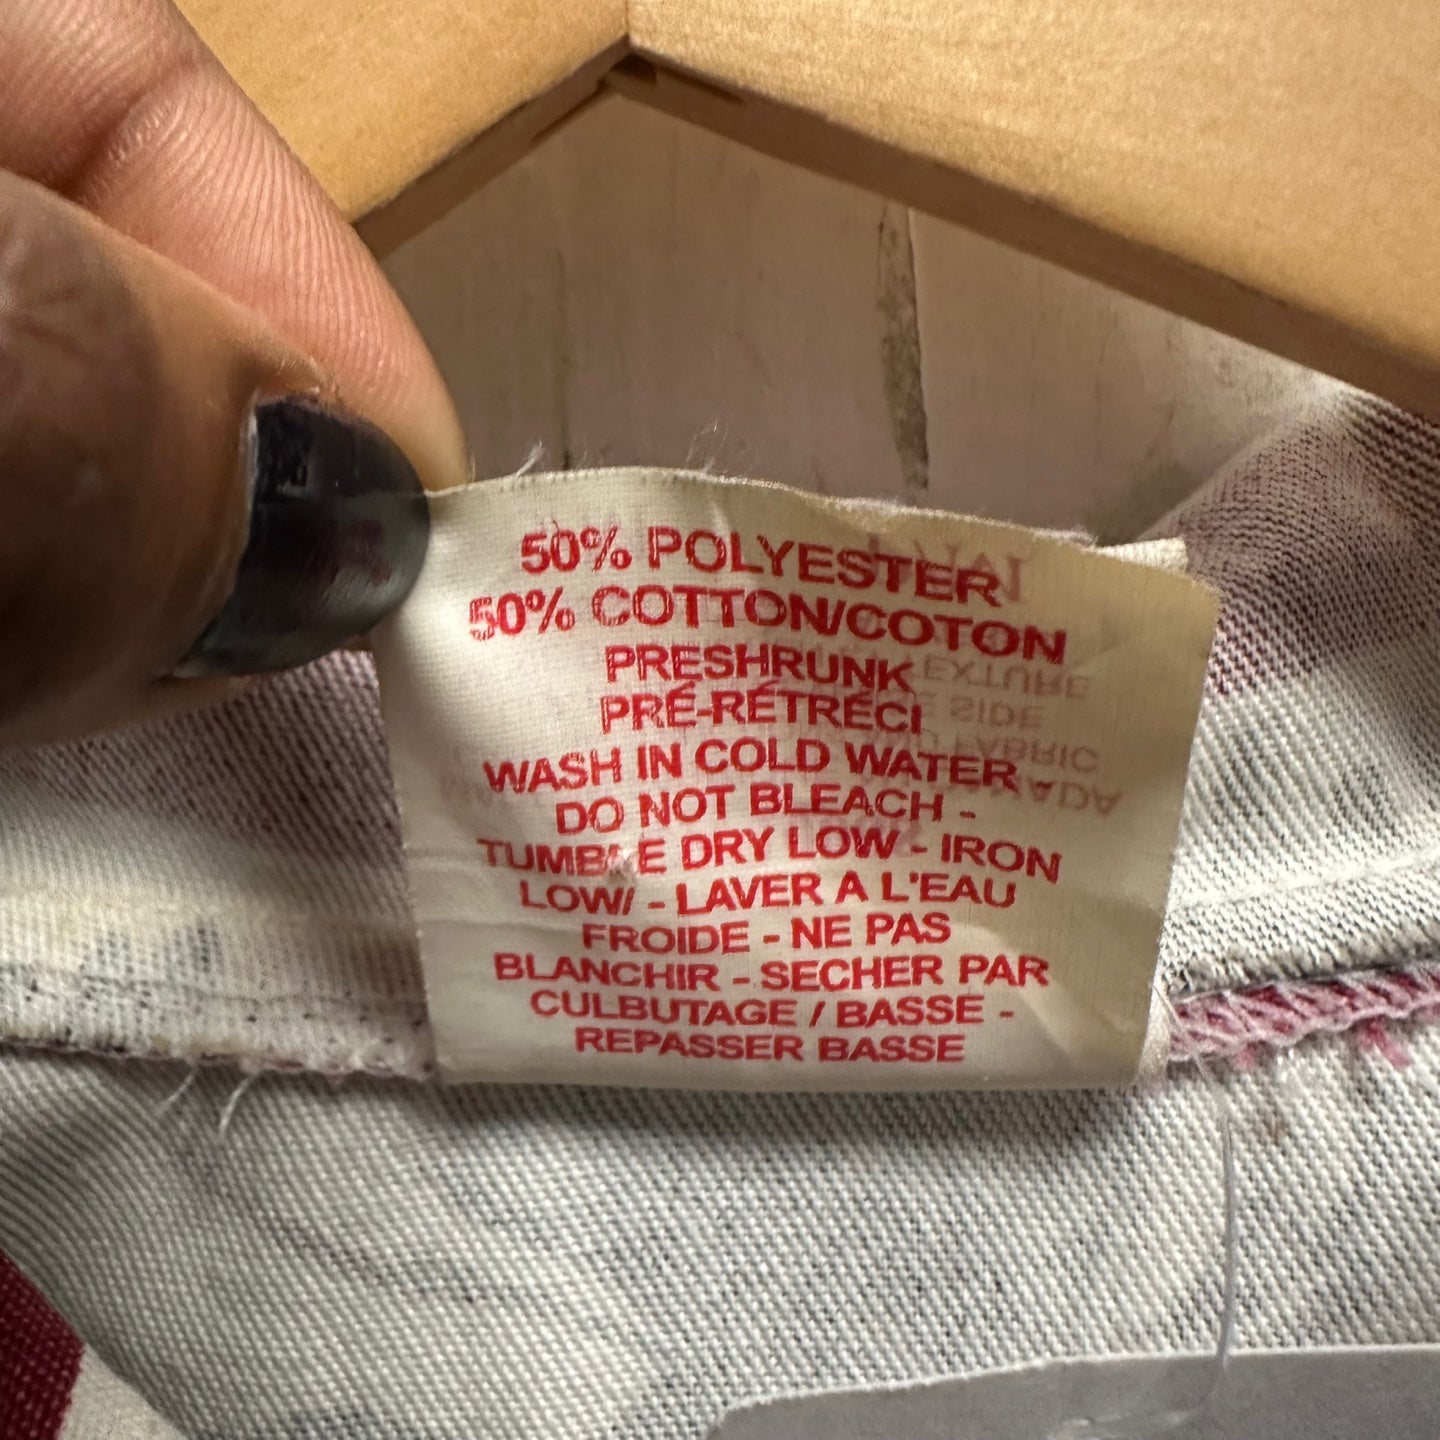 50% POLYESTER
50% COTTON/COTON
PRESHRUNK
PRÉ-RÉTRÉCI
WASH IN COLD WATER
DO NOT BLEACH -
TUMBLE DRY LOW - IRON
LOW/ - LAVER A L'EAU
FROIDE - NE PAS
BLANCHIR - SECHER PAR
CULBUTAGE / BASSE -
REPASSER BASSE